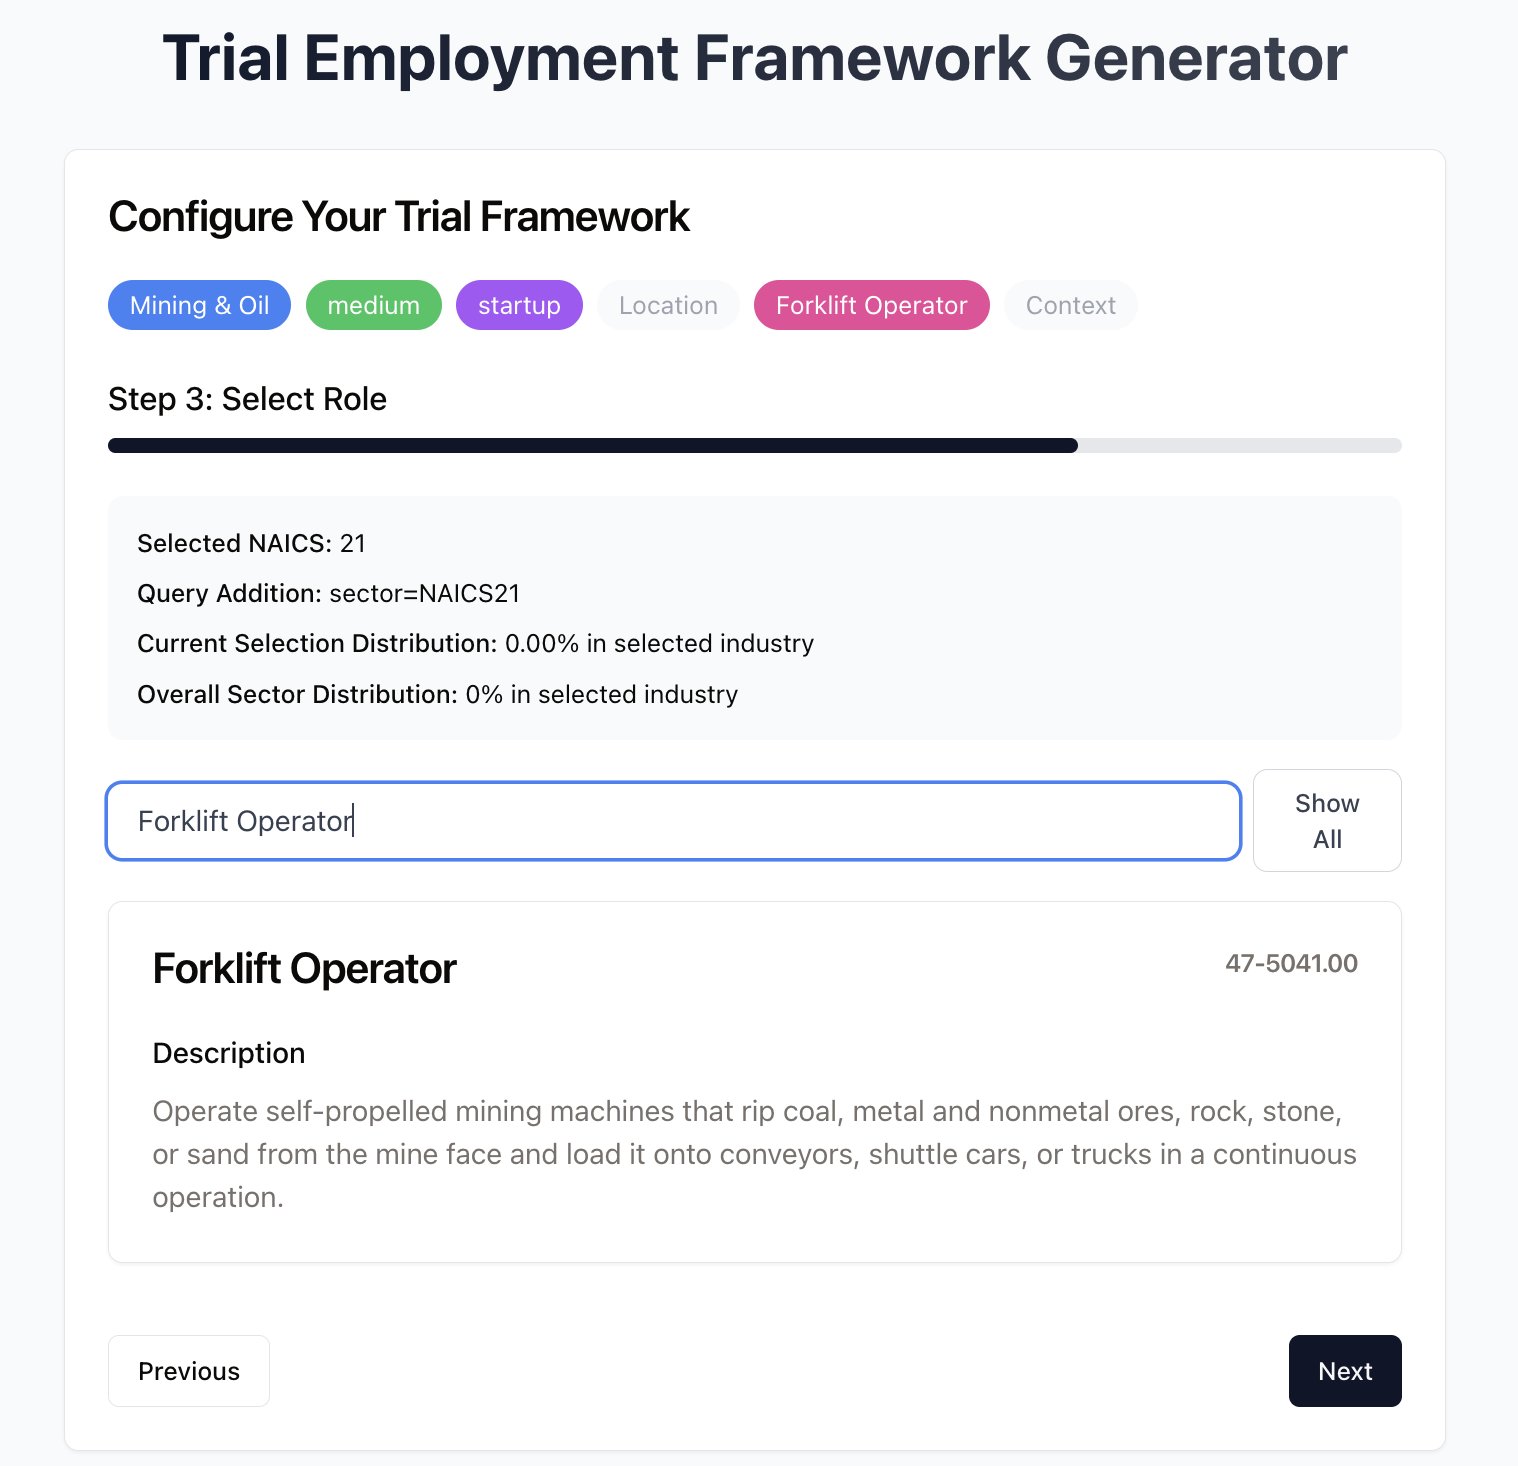 Trial Employment Framework Generator
Configure Your Trial Framework
Mining & Oil medium startup Location Forklift Operator Context
Step 3: Select Role
Selected NAICS: 21
Query Addition: sector=NAICS21
Current Selection Distribution: 0.00% in selected industry
Overall Sector Distribution: 0% in selected industry
Forklift Operator
Show
All
Forklift Operator 47-5041.00
Description
Operate self-propelled mining machines that rip coal, metal and nonmetal ores, rock, stone,
or sand from the mine face and load it onto conveyors, shuttle cars, or trucks in a continuous
operation.
Previous Next